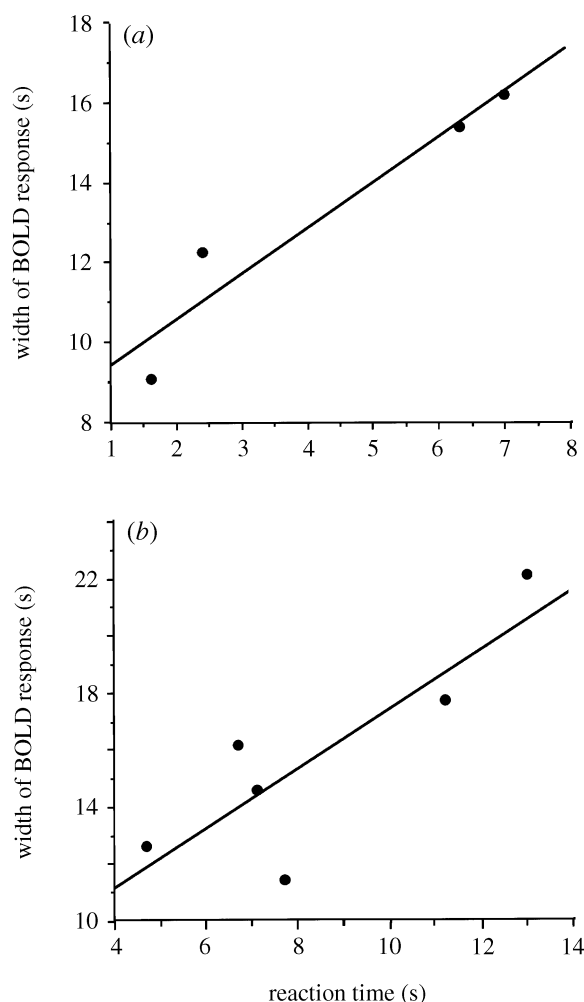 (a)
18
16
14
12
10
8
width of BOLD response (s)
1 2 3 4 5 6 7 8
(b)
22
18
14
10
width of BOLD response (s)
4 6 8 10 12 14
reaction time (s)